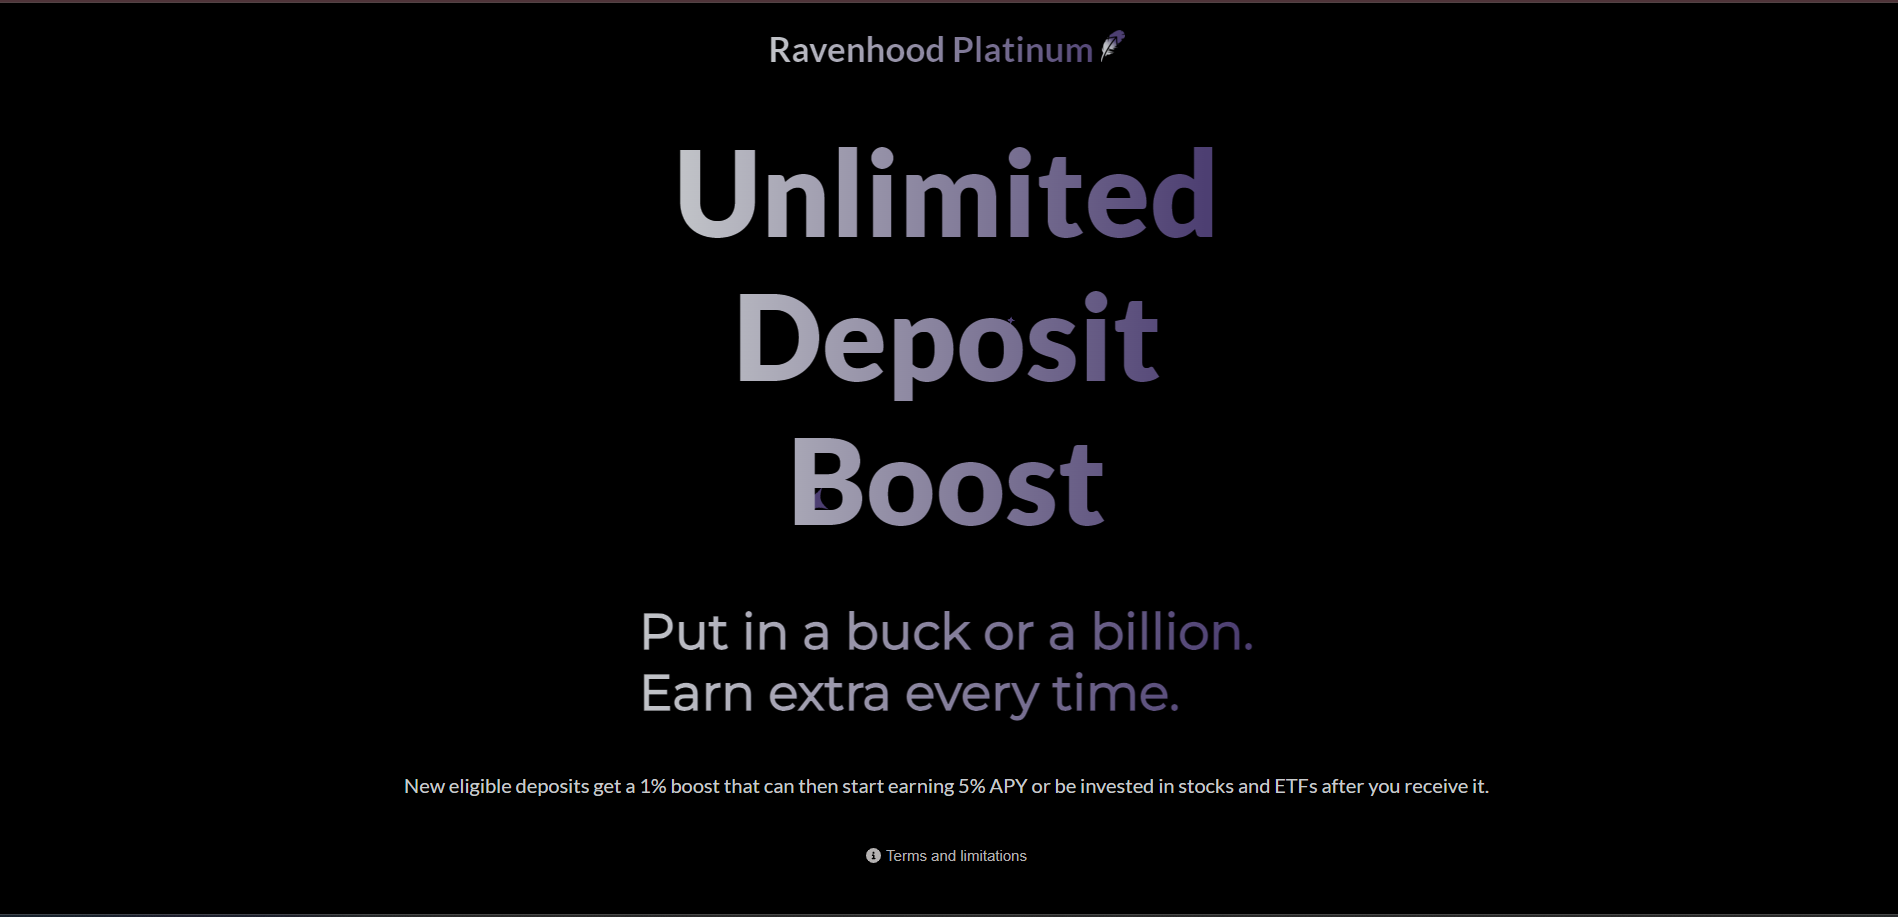 Ravenhood Platinum
Unlimited
Deposit
Boost
Put in a buck or a billion.
Earn extra every time.
New eligible deposits get a 1% boost that can then start earning 5% APY or be invested in stocks and ETFs after you receive it.
Terms and limitations